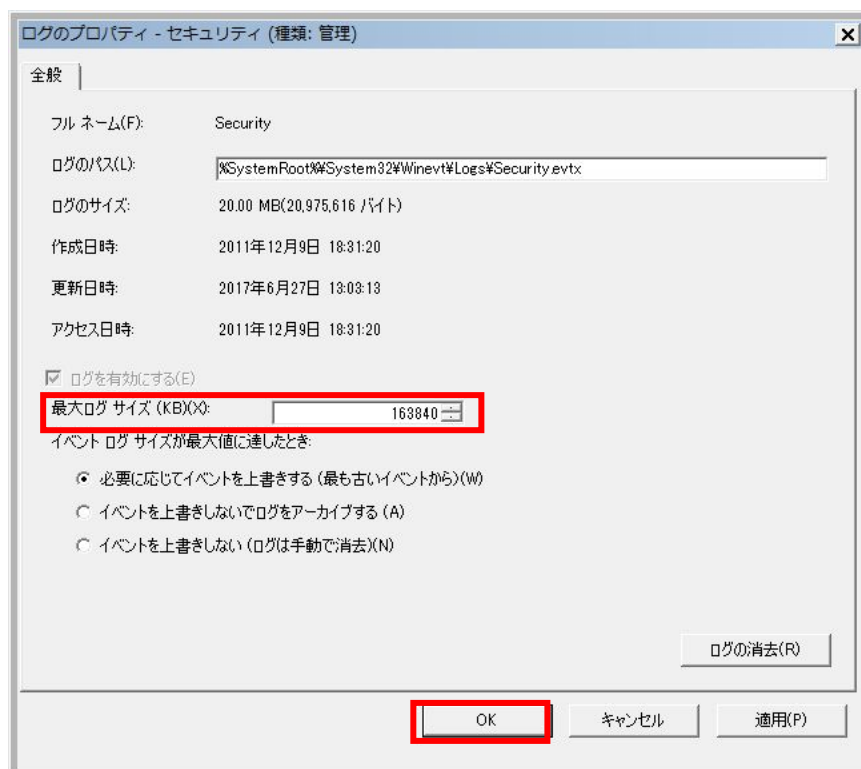 ログのプロパティ - セキュリティ (種類: 管理)
全般
フル ネーム(F): Security
ログのパス(L): %SystemRoot%¥System32¥Winevt¥Logs¥Security.evtx
ログのサイズ: 20.00 MB(20,975,616 バイト)
作成日時: 2011年12月9日 18:31:20
更新日時: 2017年6月27日 13:03:13
アクセス日時: 2011年12月9日 18:31:20
ログを有効にする(E)
最大ログ サイズ (KB)(X): 163840
イベント ログ サイズが最大値に達したとき:
必要に応じてイベントを上書きする (最も古いイベントから)(W)
イベントを上書きしないでログをアーカイブする (A)
イベントを上書きしない (ログは手動で消去)(N)
ログの消去(R)
OK キャンセル 適用(P)